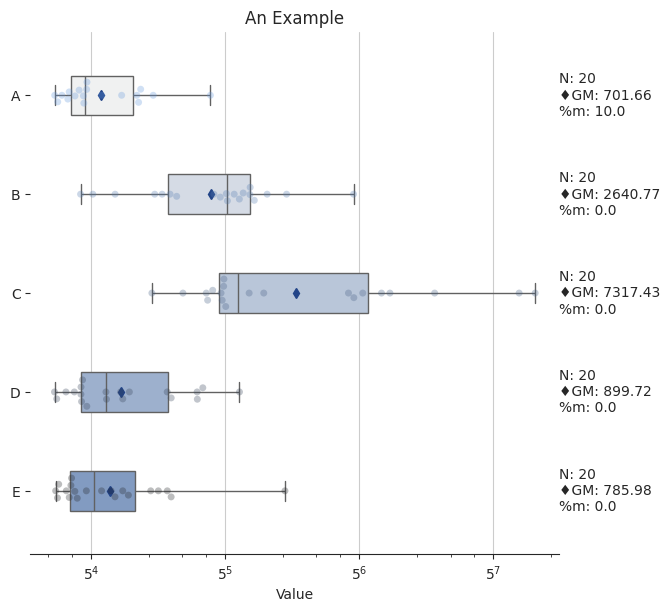 An Example
A
N: 20
♦GM: 701.66
%m: 10.0
B
N: 20
♦GM: 2640.77
%m: 0.0
C
N: 20
♦GM: 7317.43
%m: 0.0
D
N: 20
♦GM: 899.72
%m: 0.0
E
N: 20
♦GM: 785.98
%m: 0.0
5⁴ 5⁵ 5⁶ 5⁷
Value